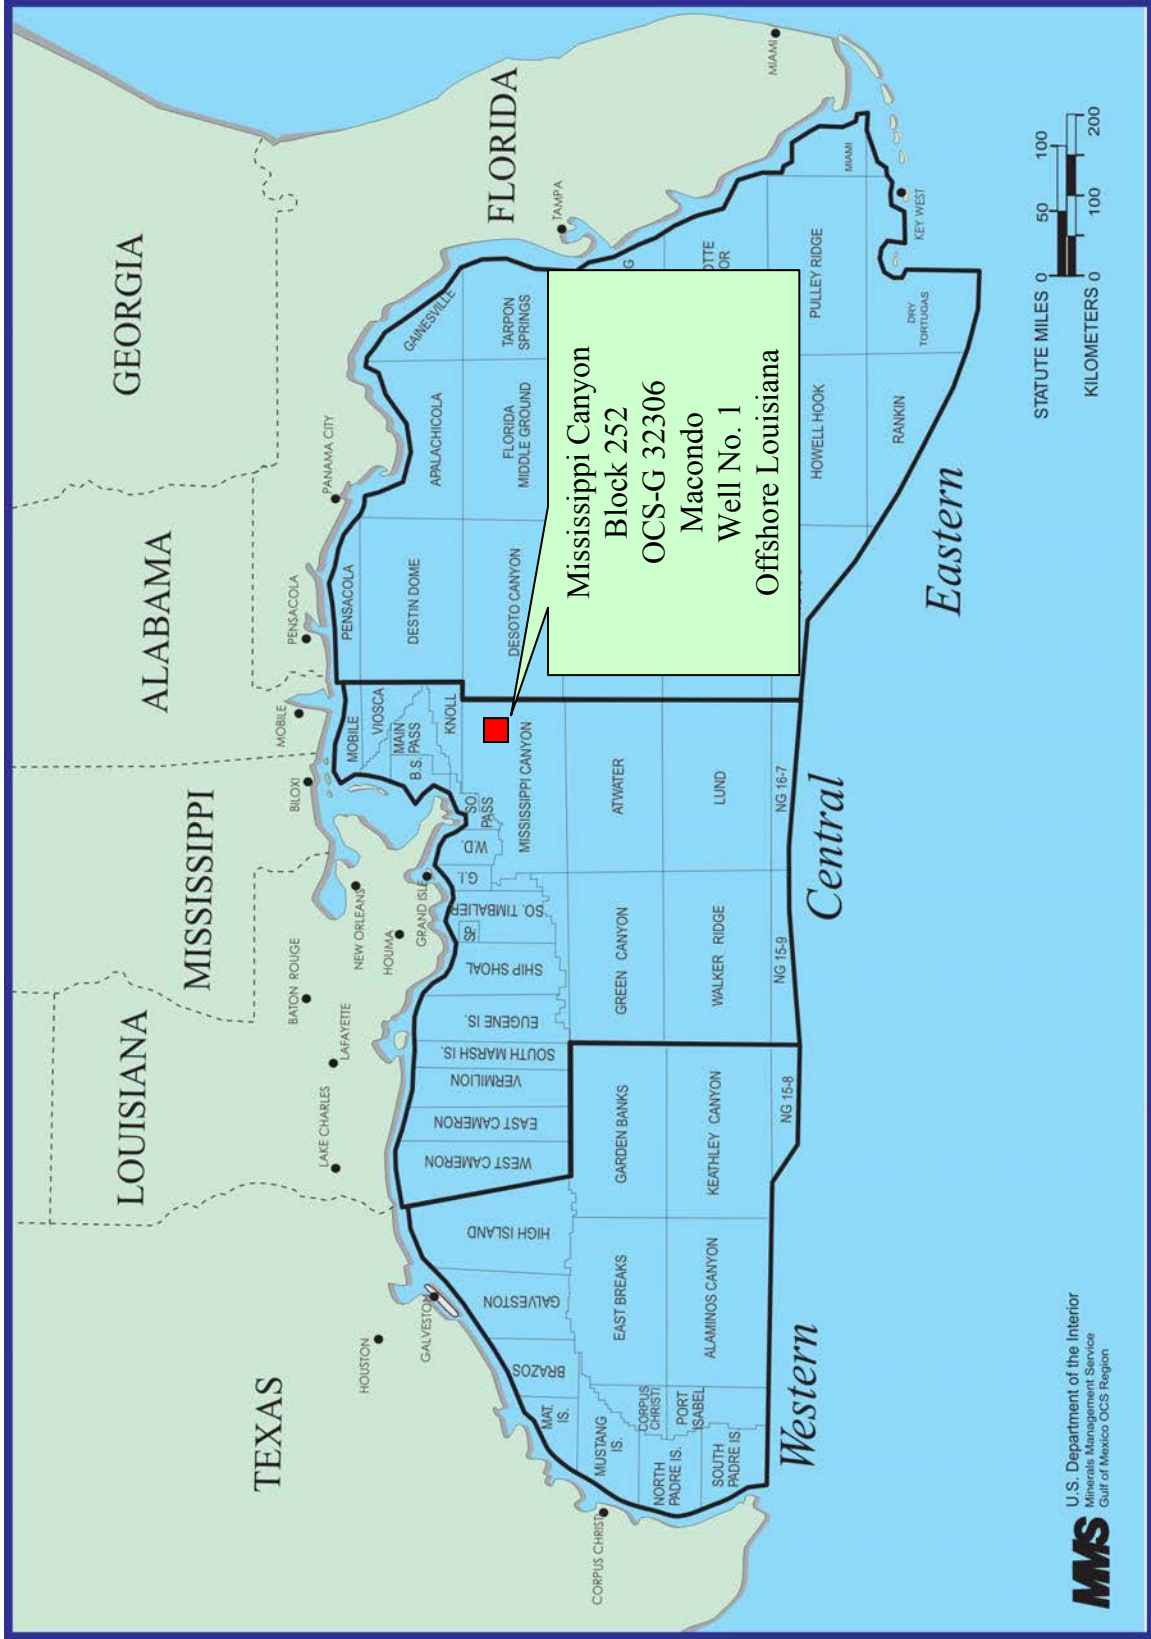 TEXAS
LOUISIANA
MISSISSIPPI
ALABAMA
GEORGIA
FLORIDA
HOUSTON
GALVESTON
CORPUS CHRISTI
LAKE CHARLES
LAFAYETTE
BATON ROUGE
HOUMA
NEW ORLEANS
GRAND ISLE
BILOXI
MOBILE
PENSACOLA
PANAMA CITY
TAMPA
MIAMI
KEY WEST
SOUTH
PADRE IS.
NORTH
PADRE IS.
MUSTANG
IS.
MAT.
IS.
BRAZOS
GALVESTON
HIGH ISLAND
CORPUS
CHRISTI
PORT
ISABEL
EAST BREAKS
ALAMINOS CANYON
GARDEN BANKS
KEATHLEY CANYON
NG 15-8
Western
WEST CAMERON
EAST CAMERON
VERMILION
SOUTH MARSH IS.
EUGENE IS.
SHIP SHOAL
SP
SO. TIMBALIER
G.I.
W.D.
SO.
PASS
B.S.
MAIN
PASS
MOBILE
VIOSCA
KNOLL
MISSISSIPPI CANYON
GREEN CANYON
ATWATER
WALKER RIDGE
LUND
NG 15-9
NG 16-7
Central
PENSACOLA
DESTIN DOME
DESOTO CANYON
APALACHICOLA
FLORIDA
MIDDLE GROUND
GAINESVILLE
TARPON
SPRINGS
G
OTTE
OR
HOWELL HOOK
PULLEY RIDGE
MIAMI
RANKIN
DRY
TORTUGAS
Eastern
Mississippi Canyon
Block 252
OCS-G 32306
Macondo
Well No. 1
Offshore Louisiana
STATUTE MILES 0 50 100
KILOMETERS 0 100 200
MMS
U.S. Department of the Interior
Minerals Management Service
Gulf of Mexico OCS Region